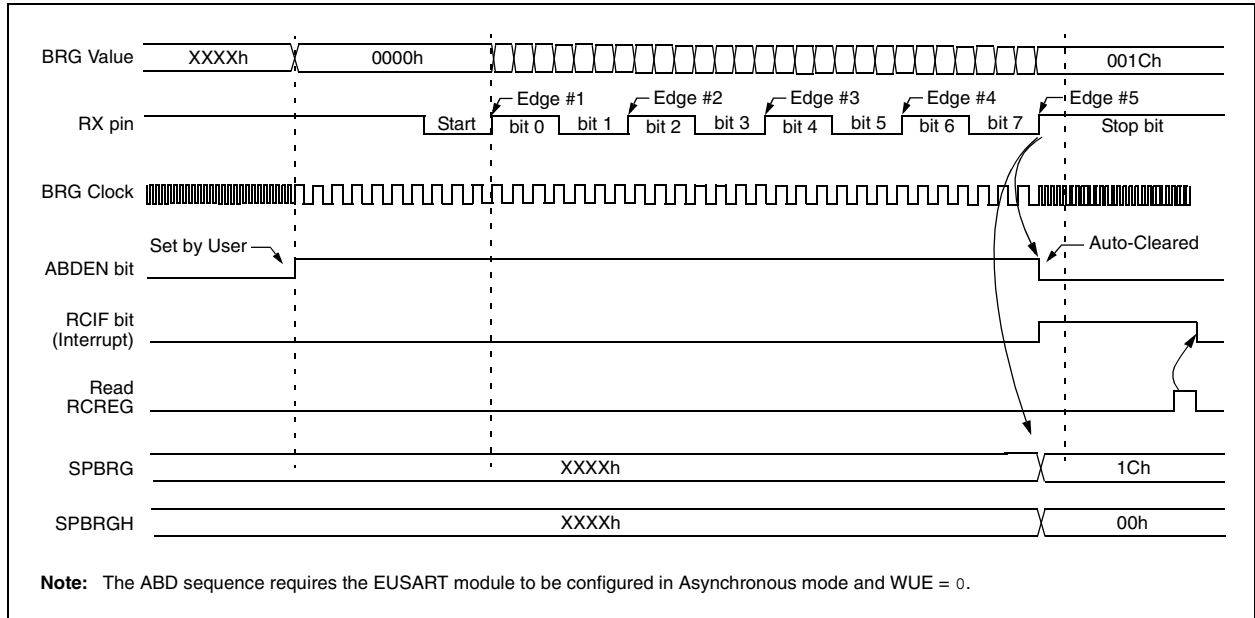 BRG Value XXXXh 0000h 001Ch
Edge #1 Edge #2 Edge #3 Edge #4 Edge #5
RX pin Start bit 0 bit 1 bit 2 bit 3 bit 4 bit 5 bit 6 bit 7 Stop bit
BRG Clock
Set by User Auto-Cleared
ABDEN bit
RCIF bit
(Interrupt)
Read
RCREG
SPBRG XXXXh 1Ch
SPBRGH XXXXh 00h
Note: The ABD sequence requires the EUSART module to be configured in Asynchronous mode and WUE = 0.